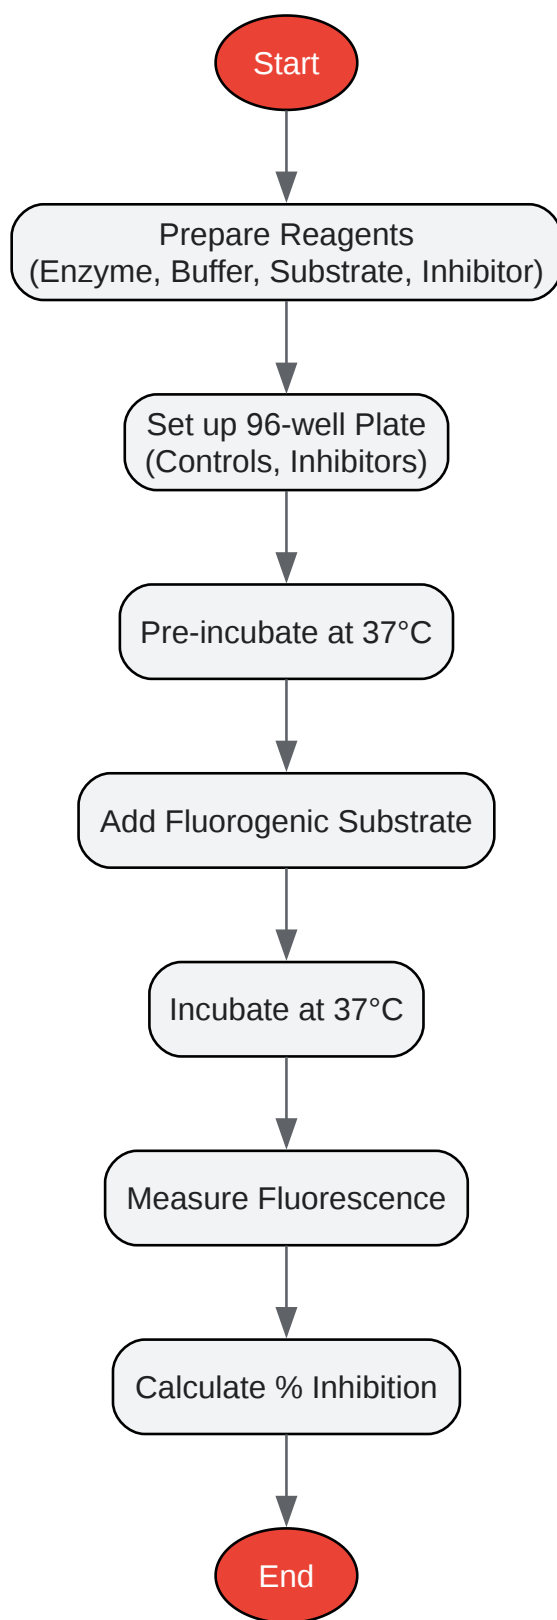 Start
Prepare Reagents
(Enzyme, Buffer, Substrate, Inhibitor)
Set up 96-well Plate
(Controls, Inhibitors)
Pre-incubate at 37°C
Add Fluorogenic Substrate
Incubate at 37°C
Measure Fluorescence
Calculate % Inhibition
End